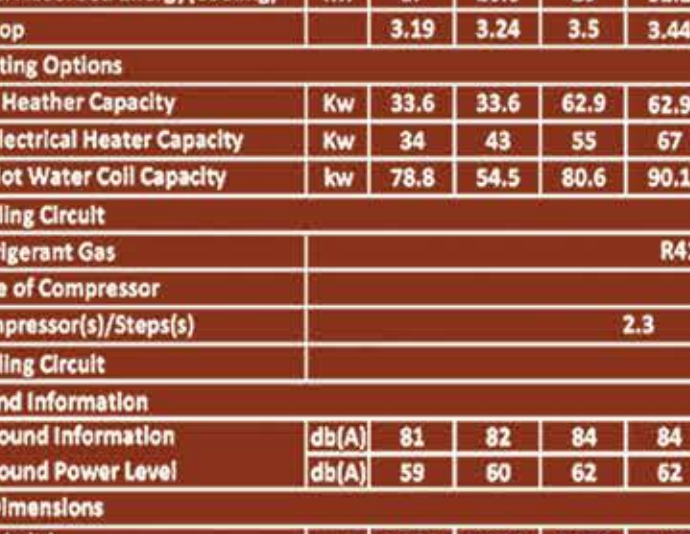 op 3.19 3.24 3.5 3.44
ting Options
Heather Capacity Kw 33.6 33.6 62.9 62.9
lectrical Heater Capacity Kw 34 43 55 67
ot Water Coil Capacity kw 78.8 54.5 80.6 90.1
ling Circuit
rigerant Gas R41
e of Compressor
mpressor(s)/Steps(s) 2.3
ling Circuit
nd Information
ound Information db(A) 81 82 84 84
ound Power Level db(A) 59 60 62 62
imensions